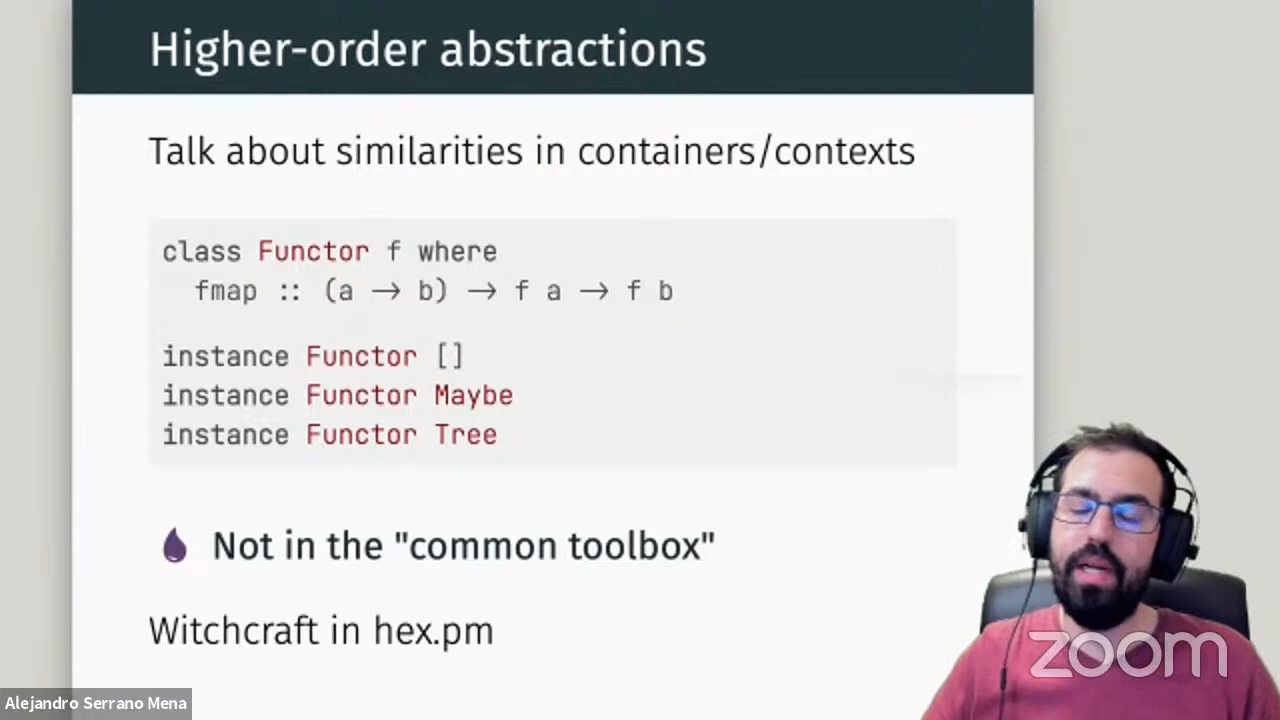 Higher-order abstractions
Talk about similarities in containers/contexts
class Functor f where
fmap :: (a → b) → f a → f b
instance Functor []
instance Functor Maybe
instance Functor Tree
Not in the "common toolbox"
Witchcraft in hex.pm
zoom
Alejandro Serrano Mena